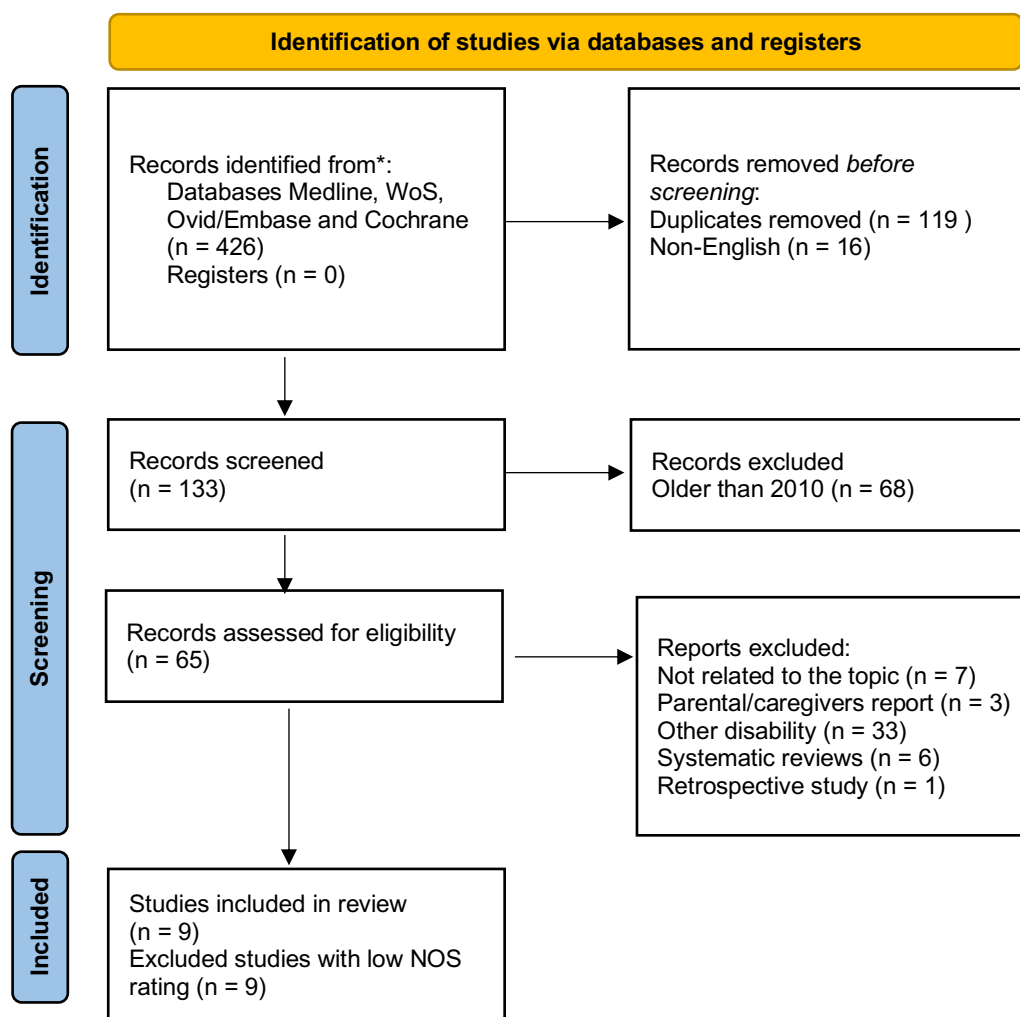 Identification of studies via databases and registers
Identification
Records identified from*:
Databases Medline, WoS,
Ovid/Embase and Cochrane
(n = 426)
Registers (n = 0)
Records removed before
screening:
Duplicates removed (n = 119 )
Non-English (n = 16)
Screening
Records screened
(n = 133)
Records excluded
Older than 2010 (n = 68)
Records assessed for eligibility
(n = 65)
Reports excluded:
Not related to the topic (n = 7)
Parental/caregivers report (n = 3)
Other disability (n = 33)
Systematic reviews (n = 6)
Retrospective study (n = 1)
Included
Studies included in review
(n = 9)
Excluded studies with low NOS
rating (n = 9)